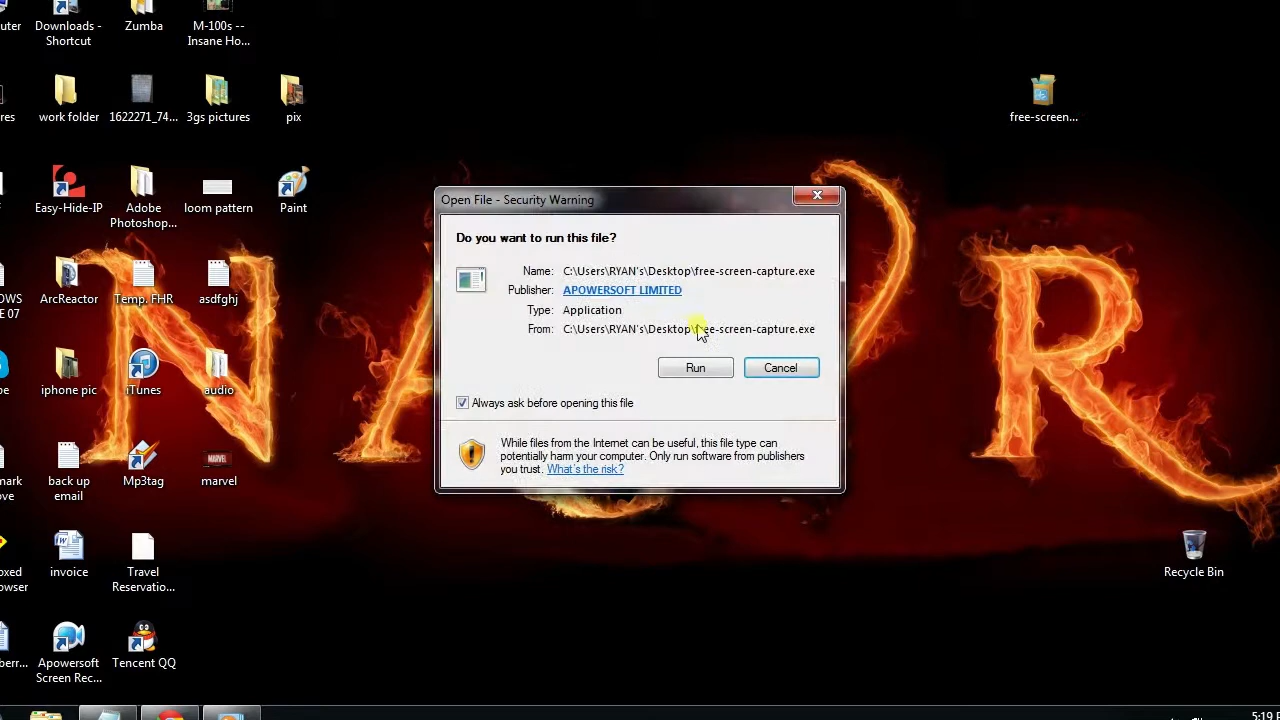 Downloads -
Shortcut
Zumba
M-100s --
Insane Ho...
work folder
1622271_74...
3gs pictures
pix
free-screen...
Easy-Hide-IP
Adobe
Photoshop...
loom pattern
Paint
ArcReactor
Temp. FHR
asdfghj
iphone pic
iTunes
audio
back up
email
Mp3tag
MARVEL
marvel
invoice
Travel
Reservatio...
Recycle Bin
Apowersoft
Screen Rec...
Tencent QQ
Open File - Security Warning
Do you want to run this file?
Name: C:\Users\RYAN's\Desktop\free-screen-capture.exe
Publisher: APOWERSOFT LIMITED
Type: Application
From: C:\Users\RYAN's\Desktop\free-screen-capture.exe
Run
Cancel
Always ask before opening this file
While files from the Internet can be useful, this file type can
potentially harm your computer. Only run software from publishers
you trust. What's the risk?
R
5:19